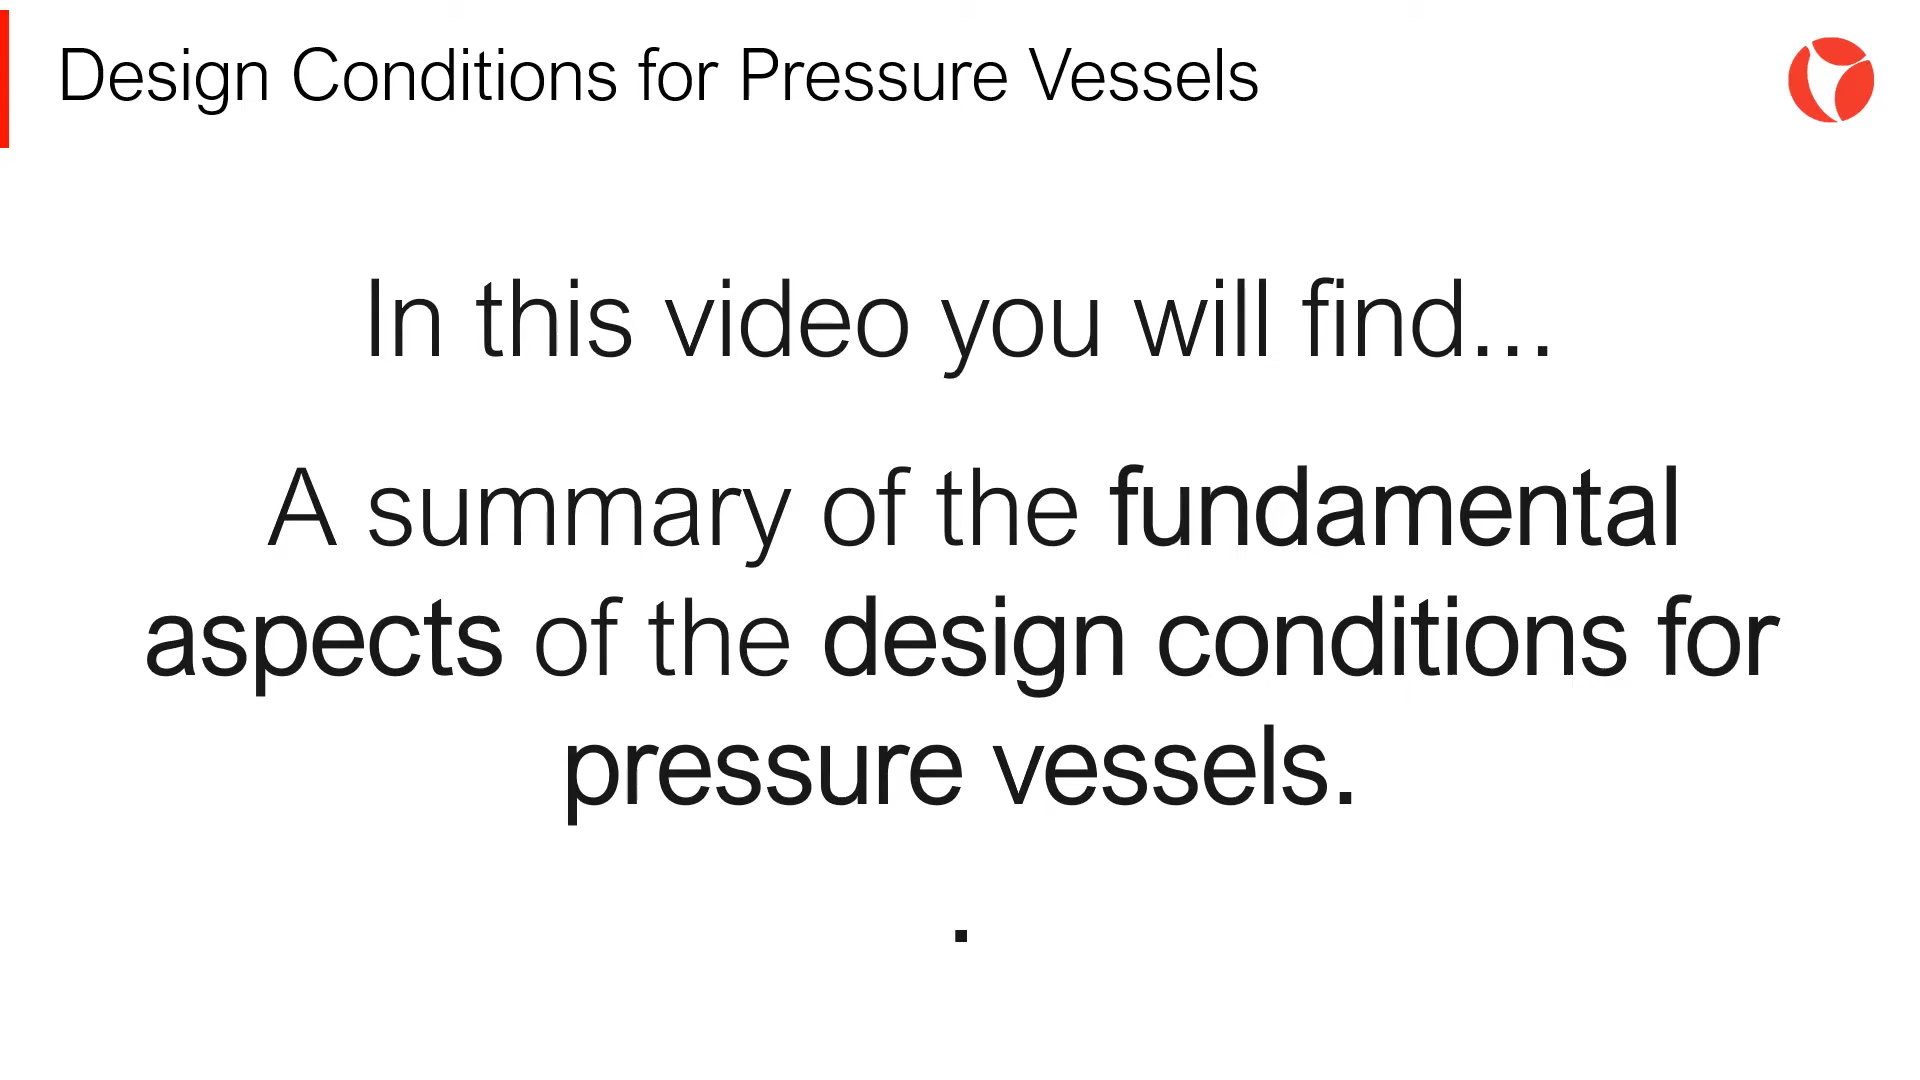 Design Conditions for Pressure Vessels
In this video you will find...
A summary of the fundamental
aspects of the design conditions for
pressure vessels.
.